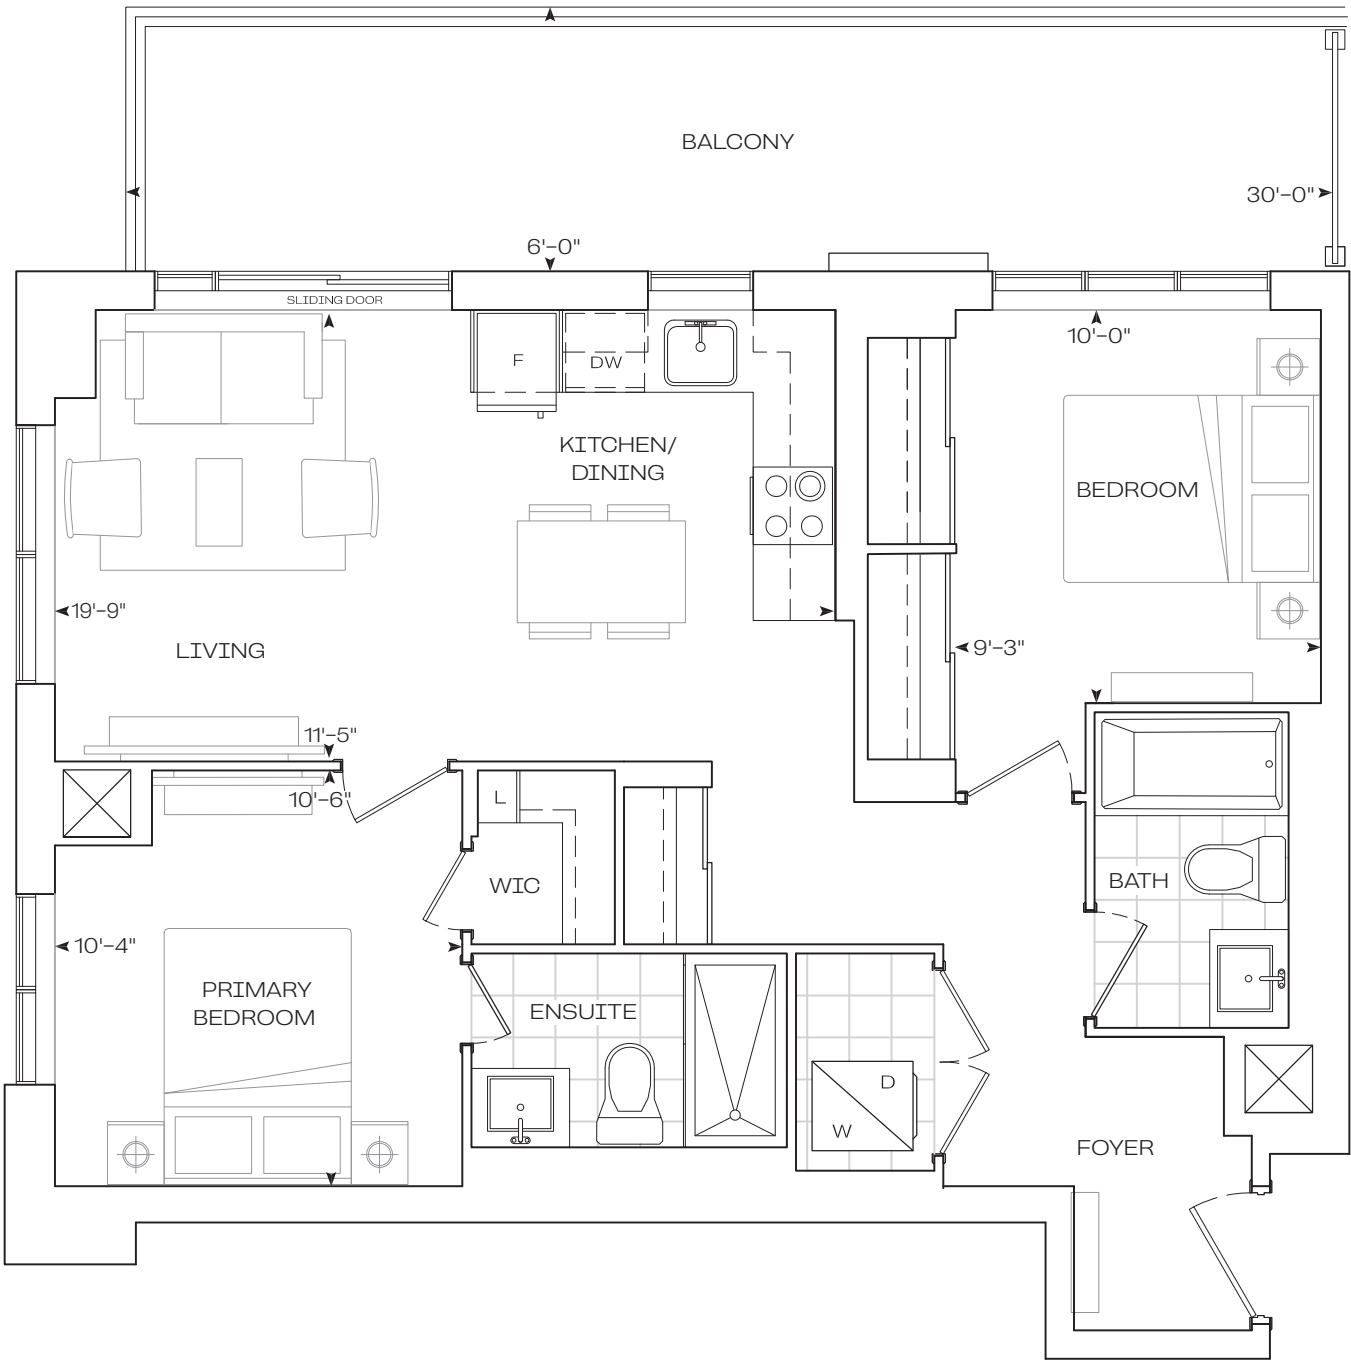 BALCONY
30'-0"
6'-0"
SLIDING DOOR
10'-0"
F
DW
KITCHEN/
DINING
BEDROOM
19'-9"
LIVING
9'-3"
11'-5"
10'-6"
L
WIC
BATH
10'-4"
PRIMARY
BEDROOM
ENSUITE
D
W
FOYER